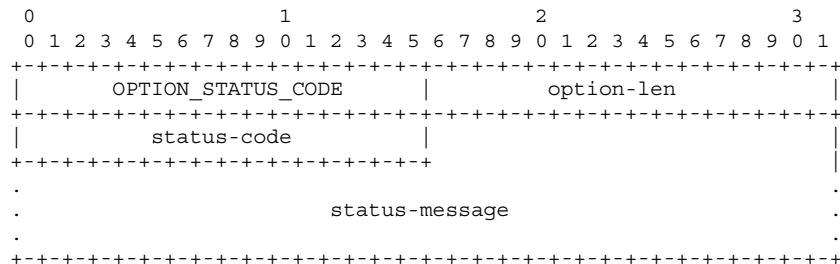 0                   1                   2                   3
 0 1 2 3 4 5 6 7 8 9 0 1 2 3 4 5 6 7 8 9 0 1 2 3 4 5 6 7 8 9 0 1
+-+-+-+-+-+-+-+-+-+-+-+-+-+-+-+-+-+-+-+-+-+-+-+-+-+-+-+-+-+-+-+-+
|       OPTION_STATUS_CODE      |         option-len            |
+-+-+-+-+-+-+-+-+-+-+-+-+-+-+-+-+-+-+-+-+-+-+-+-+-+-+-+-+-+-+-+-+
|          status-code          |                               |
+-+-+-+-+-+-+-+-+-+-+-+-+-+-+-+-+                               |
.                                                               .
.                        status-message                         .
.                                                               .
+-+-+-+-+-+-+-+-+-+-+-+-+-+-+-+-+-+-+-+-+-+-+-+-+-+-+-+-+-+-+-+-+